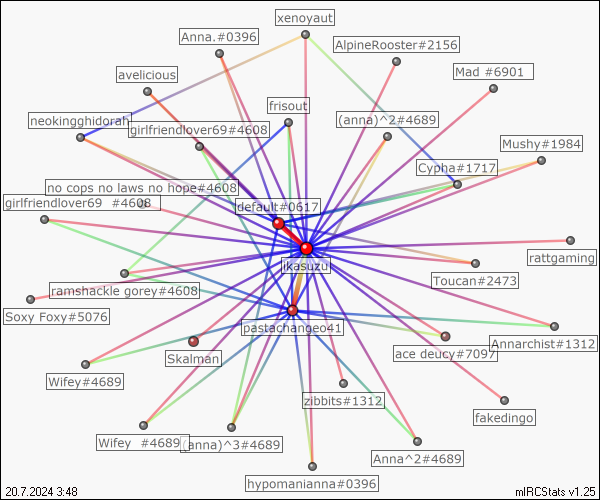 xenoyaut
Anna.#0396
AlpineRooster#2156
avelicious
Mad #6901
frisout
neokingghidorah
girlfriendlover69#4608
(anna)^2#4689
Mushy#1984
Cypha#1717
no cops no laws no hope#4608
girlfriendlover69  #4608
default#0617
rattgaming
ikasuzu
Toucan#2473
ramshackle gorey#4608
Soxy Foxy#5076
pastachangeo41
Annarchist#1312
Skalman
ace deucy#7097
Wifey#4689
zibbits#1312
fakedingo
Wifey  #4689
(anna)^3#4689
Anna^2#4689
hypomanianna#0396
20.7.2024 3:48
mIRCStats v1.25